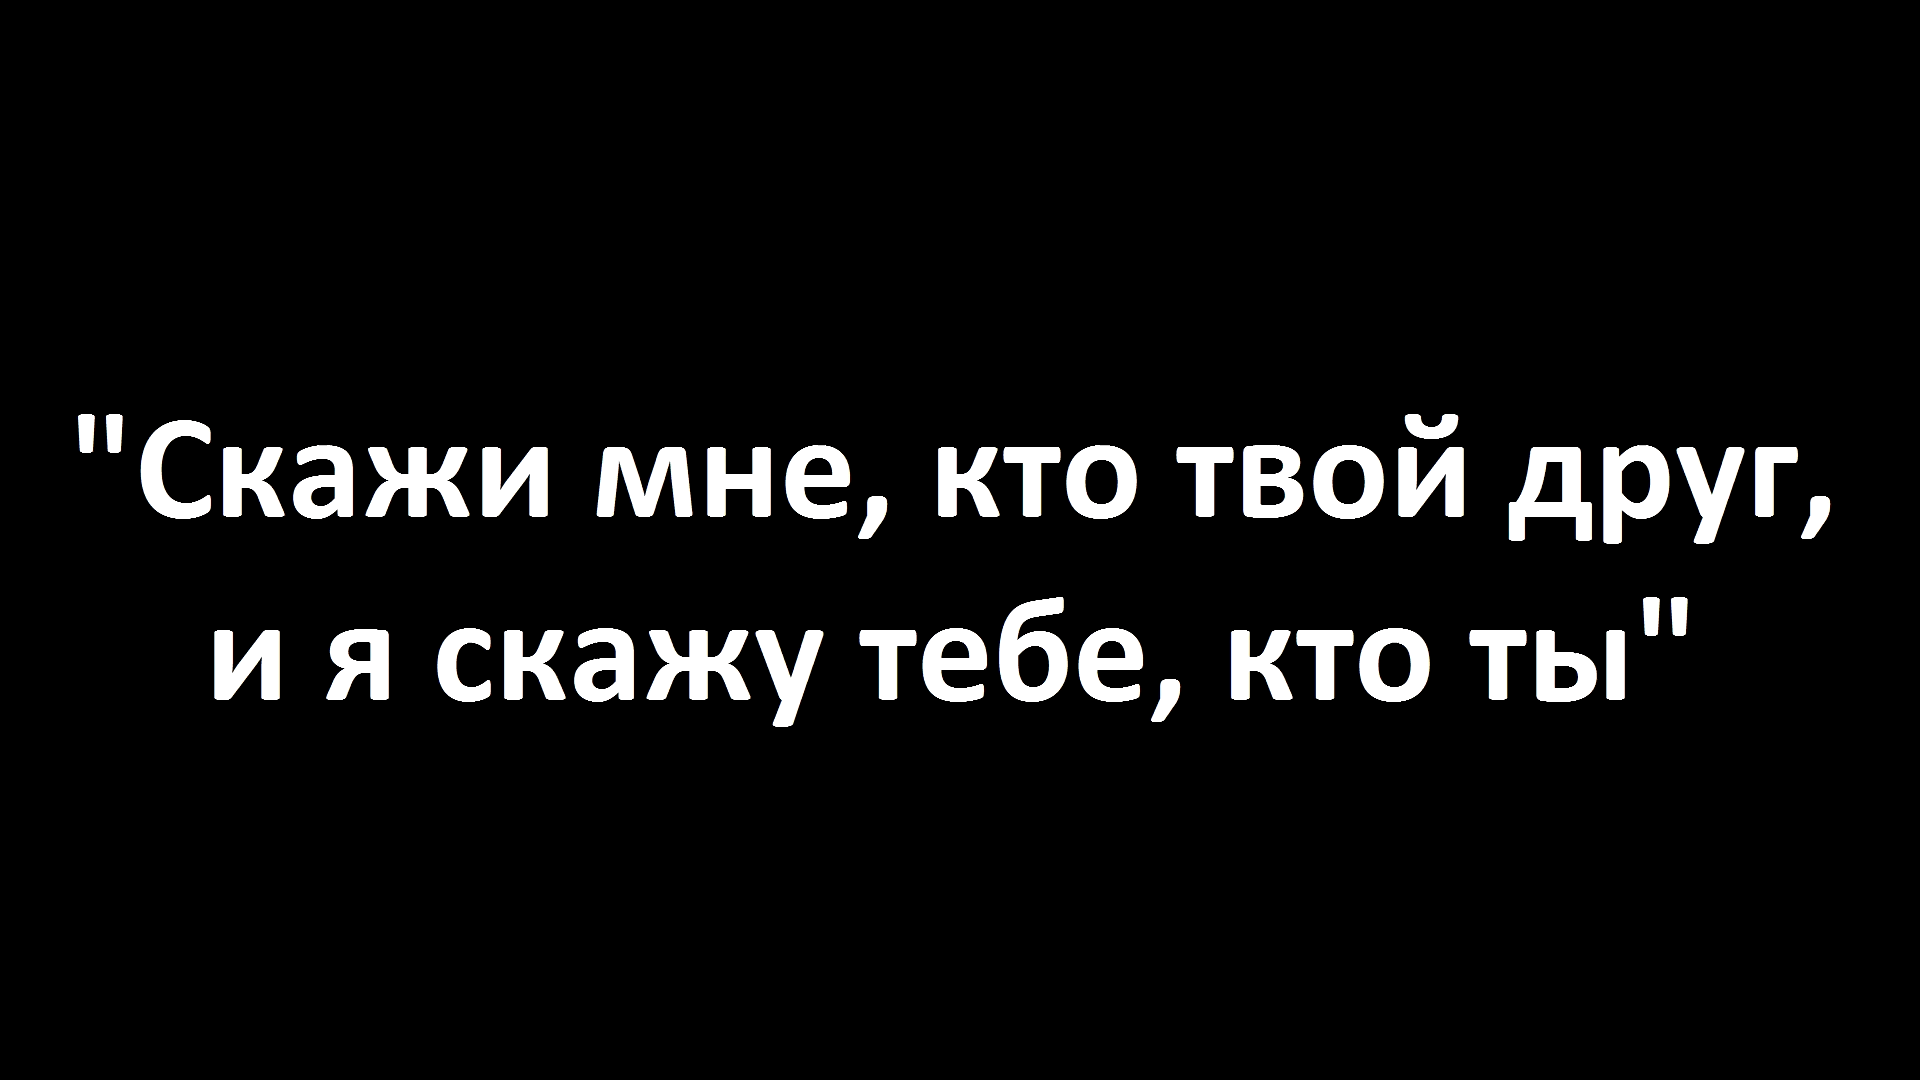 "Скажи мне, кто твой друг,
и я скажу тебе, кто ты"